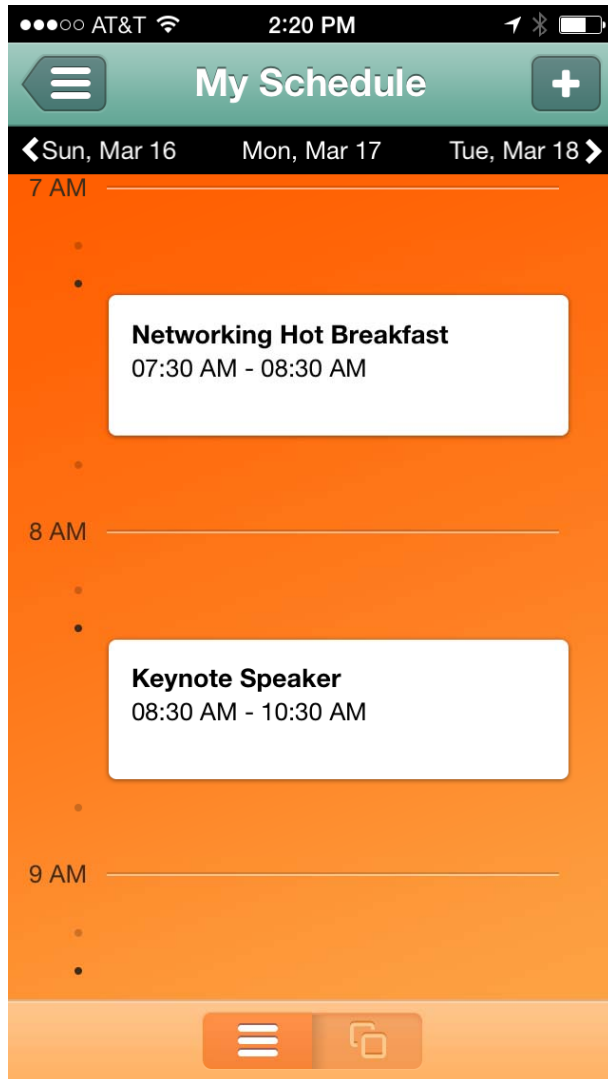 AT&T 2:20 PM
My Schedule
Sun, Mar 16 Mon, Mar 17 Tue, Mar 18
7 AM
Networking Hot Breakfast
07:30 AM - 08:30 AM
8 AM
Keynote Speaker
08:30 AM - 10:30 AM
9 AM